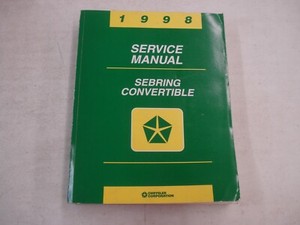 1998
SERVICE
MANUAL
SEBRING
CONVERTIBLE
CHRYSLER
CORPORATION